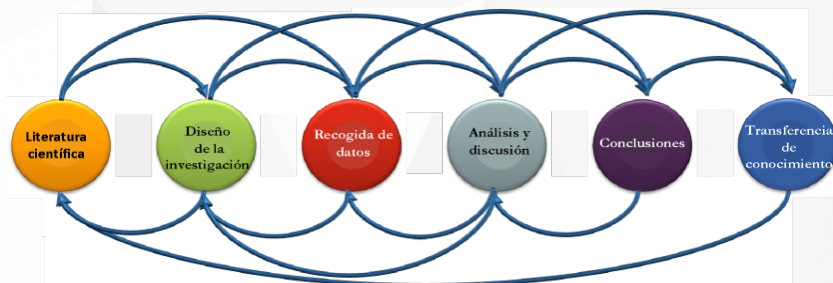 Literatura
científica
Diseño
de la
investigación
Recogida de
datos
Análisis y
discusión
Conclusiones
Transferencia
de
conocimiento